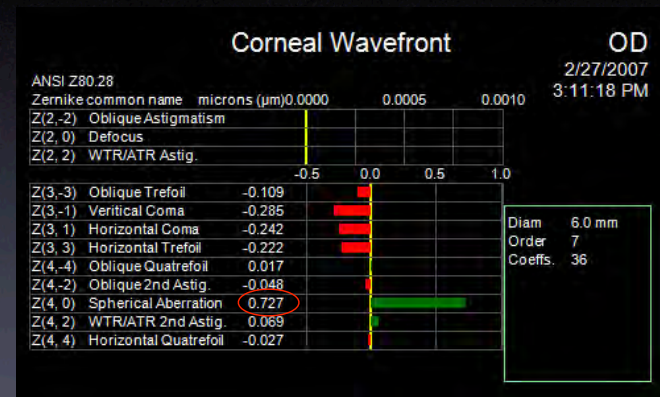 Corneal Wavefront OD
2/27/2007
3:11:18 PM
ANSI Z80.28
Zernike common name microns (µm) 0.0000 0.0005 0.0010
Z(2,-2) Oblique Astigmatism
Z(2, 0) Defocus
Z(2, 2) WTR/ATR Astig.
-0.5 0.0 0.5 1.0
Z(3,-3) Oblique Trefoil -0.109
Z(3,-1) Veritical Coma -0.285
Z(3, 1) Horizontal Coma -0.242
Z(3, 3) Horizontal Trefoil -0.222
Z(4,-4) Oblique Quatrefoil 0.017
Z(4,-2) Oblique 2nd Astig. -0.048
Z(4, 0) Spherical Aberration 0.727
Z(4, 2) WTR/ATR 2nd Astig. 0.069
Z(4, 4) Horizontal Quatrefoil -0.027
Diam 6.0 mm
Order 7
Coeffs. 36